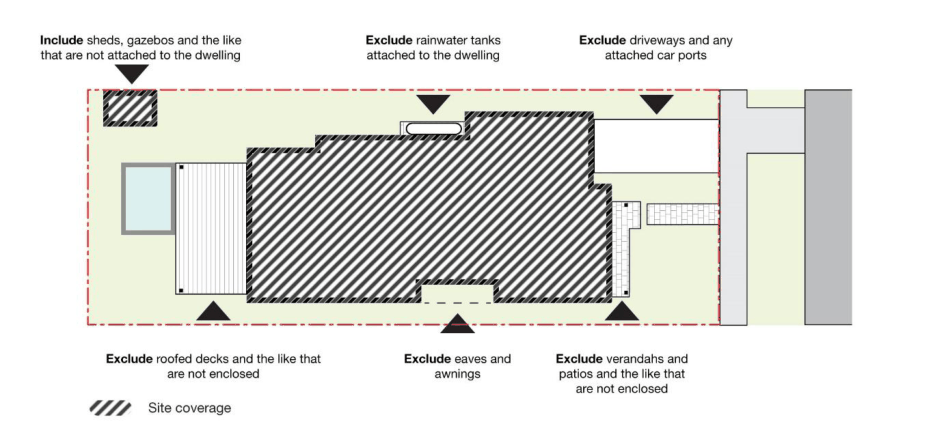 Include sheds, gazebos and the like
that are not attached to the dwelling
Exclude rainwater tanks
attached to the dwelling
Exclude driveways and any
attached car ports
Exclude roofed decks and the like that
are not enclosed
Exclude eaves and
awnings
Exclude verandahs and
patios and the like that
are not enclosed
Site coverage